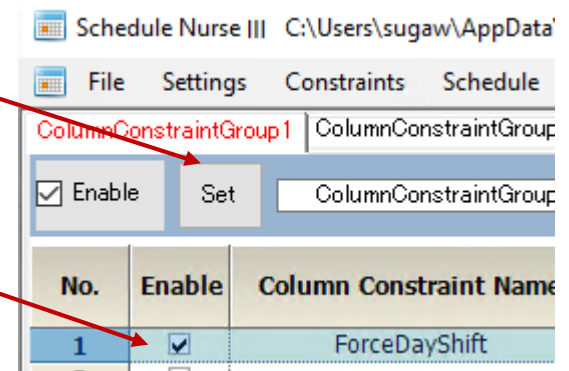 Schedule Nurse III C:\Users\sugaw\AppData\
File Settings Constraints Schedule
ColumnConstraintGroup1 ColumnConstraintGroup
Enable Set ColumnConstraintGroup
No. Enable Column Constraint Name
1 ForceDayShift